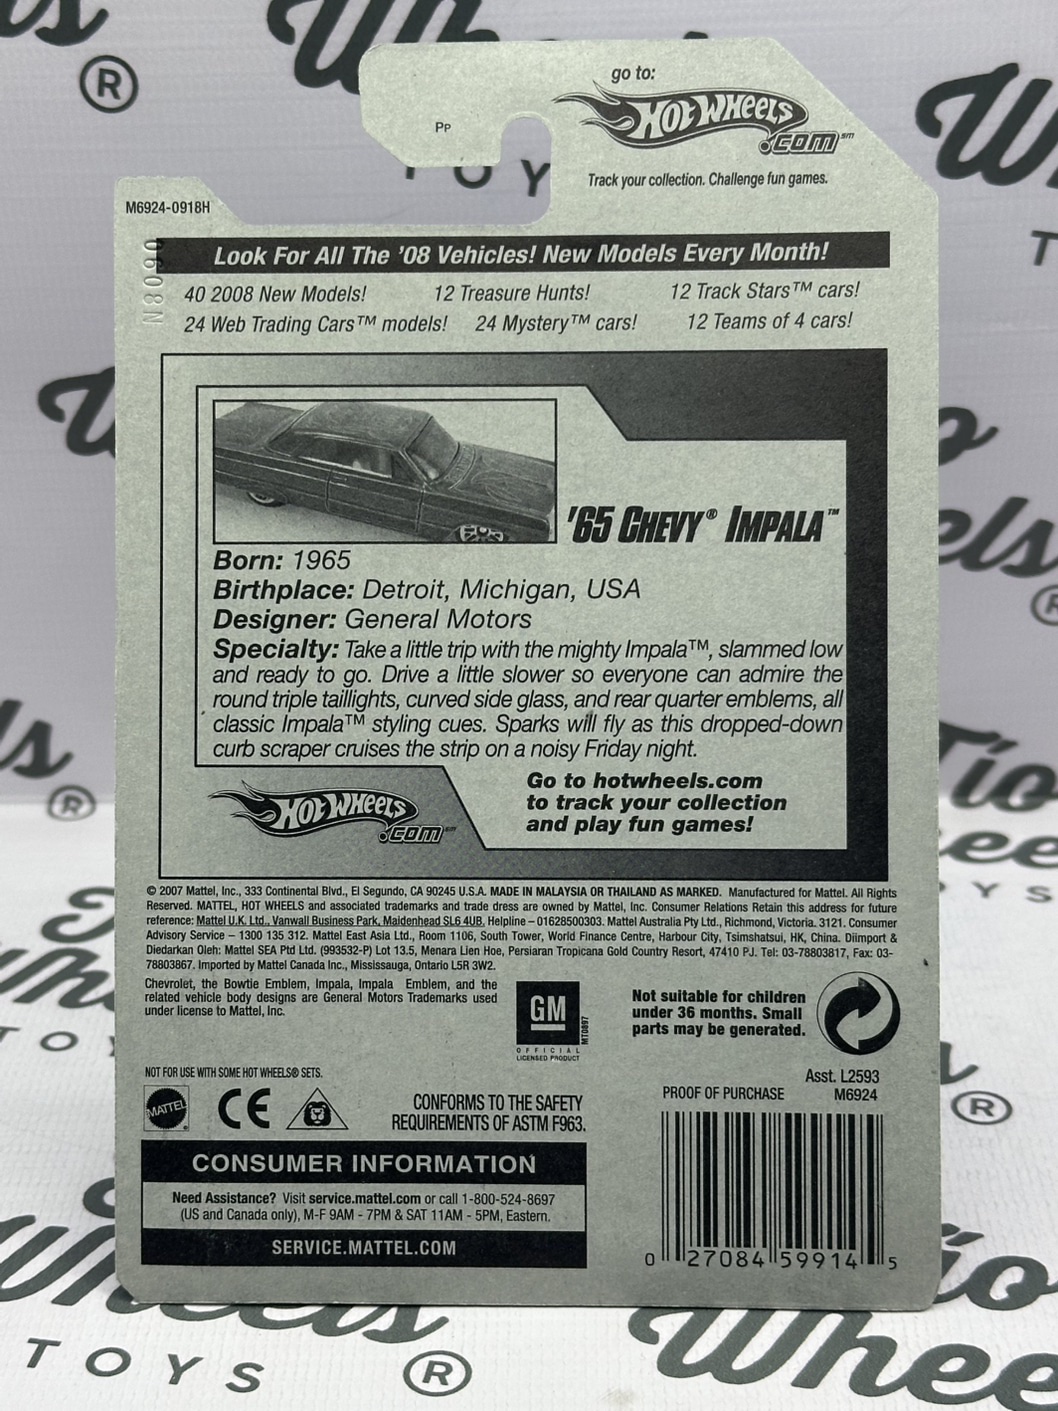 go to:
Hot Wheels
.com℠
Pp
Track your collection. Challenge fun games.
M6924-0918H
Look For All The '08 Vehicles! New Models Every Month!
40 2008 New Models! 12 Treasure Hunts! 12 Track Stars™ cars!
24 Web Trading Cars™ models! 24 Mystery™ cars! 12 Teams of 4 cars!
'65 Chevy® Impala™
Born: 1965
Birthplace: Detroit, Michigan, USA
Designer: General Motors
Specialty: Take a little trip with the mighty Impala™, slammed low
and ready to go. Drive a little slower so everyone can admire the
round triple taillights, curved side glass, and rear quarter emblems, all
classic Impala™ styling cues. Sparks will fly as this dropped-down
curb scraper cruises the strip on a noisy Friday night.
Hot Wheels
.com℠
Go to hotwheels.com
to track your collection
and play fun games!
© 2007 Mattel, Inc., 333 Continental Blvd., El Segundo, CA 90245 U.S.A. MADE IN MALAYSIA OR THAILAND AS MARKED. Manufactured for Mattel. All Rights
Reserved. MATTEL, HOT WHEELS and associated trademarks and trade dress are owned by Mattel, Inc. Consumer Relations Retain this address for future
reference: Mattel U.K. Ltd., Vanwall Business Park, Maidenhead SL6 4UB. Helpline – 01628500303. Mattel Australia Pty Ltd., Richmond, Victoria. 3121. Consumer
Advisory Service – 1300 135 312. Mattel East Asia Ltd., Room 1106, South Tower, World Finance Centre, Harbour City, Tsimshatsui, HK, China. Diimport &
Diedarkan Oleh: Mattel SEA Ptd Ltd. (993532-P) Lot 13.5, Menara Lien Hoe, Persiaran Tropicana Gold Country Resort, 47410 PJ. Tel: 03-78803817, Fax: 03-
78803867. Imported by Mattel Canada Inc., Mississauga, Ontario L5R 3W2.
Chevrolet, the Bowtie Emblem, Impala, Impala Emblem, and the
related vehicle body designs are General Motors Trademarks used
under license to Mattel, Inc.
GM
MT0897
OFFICIAL
LICENSED PRODUCT
Not suitable for children
under 36 months. Small
parts may be generated.
NOT FOR USE WITH SOME HOT WHEELS® SETS.
Asst. L2593
PROOF OF PURCHASE M6924
MATTEL
CE
CONFORMS TO THE SAFETY
REQUIREMENTS OF ASTM F963.
CONSUMER INFORMATION
Need Assistance? Visit service.mattel.com or call 1-800-524-8697
(US and Canada only), M-F 9AM - 7PM & SAT 11AM - 5PM, Eastern.
SERVICE.MATTEL.COM
0 27084 59914 5
Tío
Wheels
TOYS ®